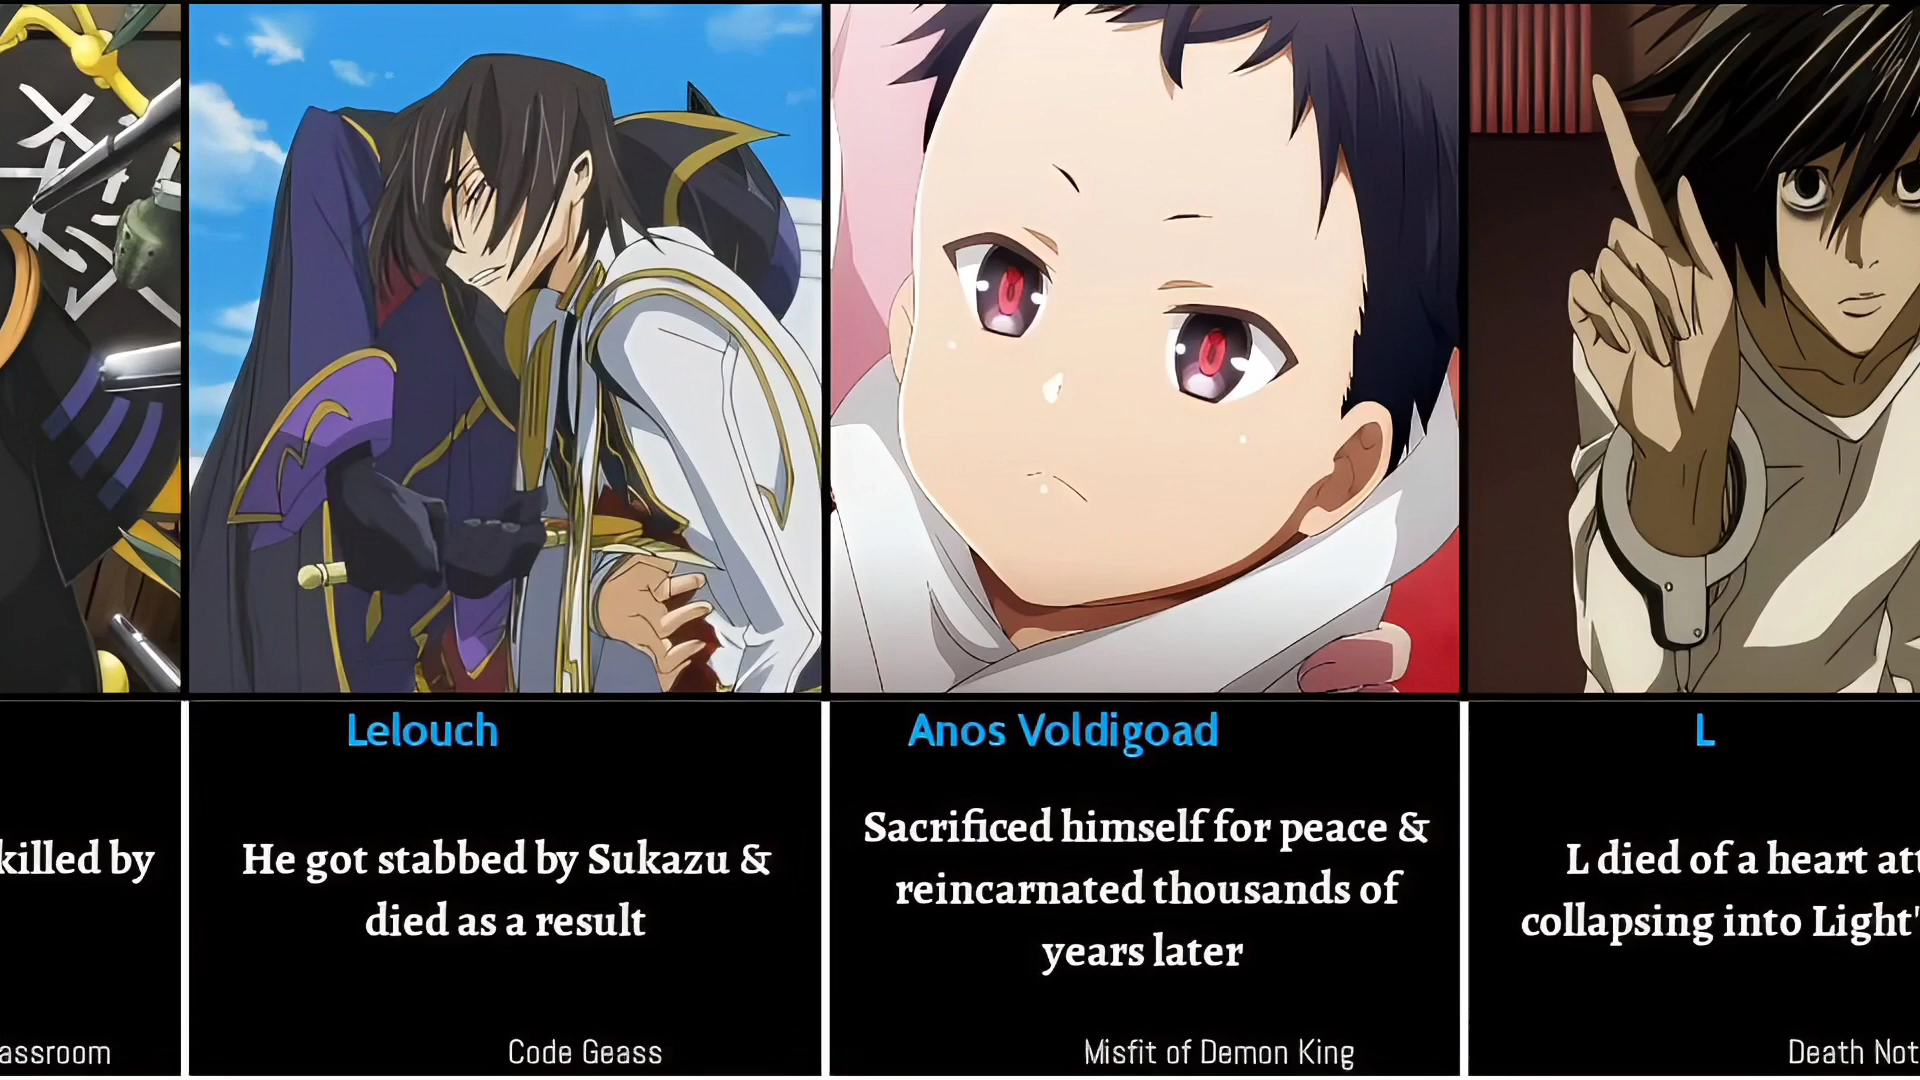 killed by
assroom
Lelouch
He got stabbed by Sukazu &
died as a result
Code Geass
Anos Voldigoad
Sacrificed himself for peace &
reincarnated thousands of
years later
Misfit of Demon King
L
L died of a heart att
collapsing into Light'
Death Not